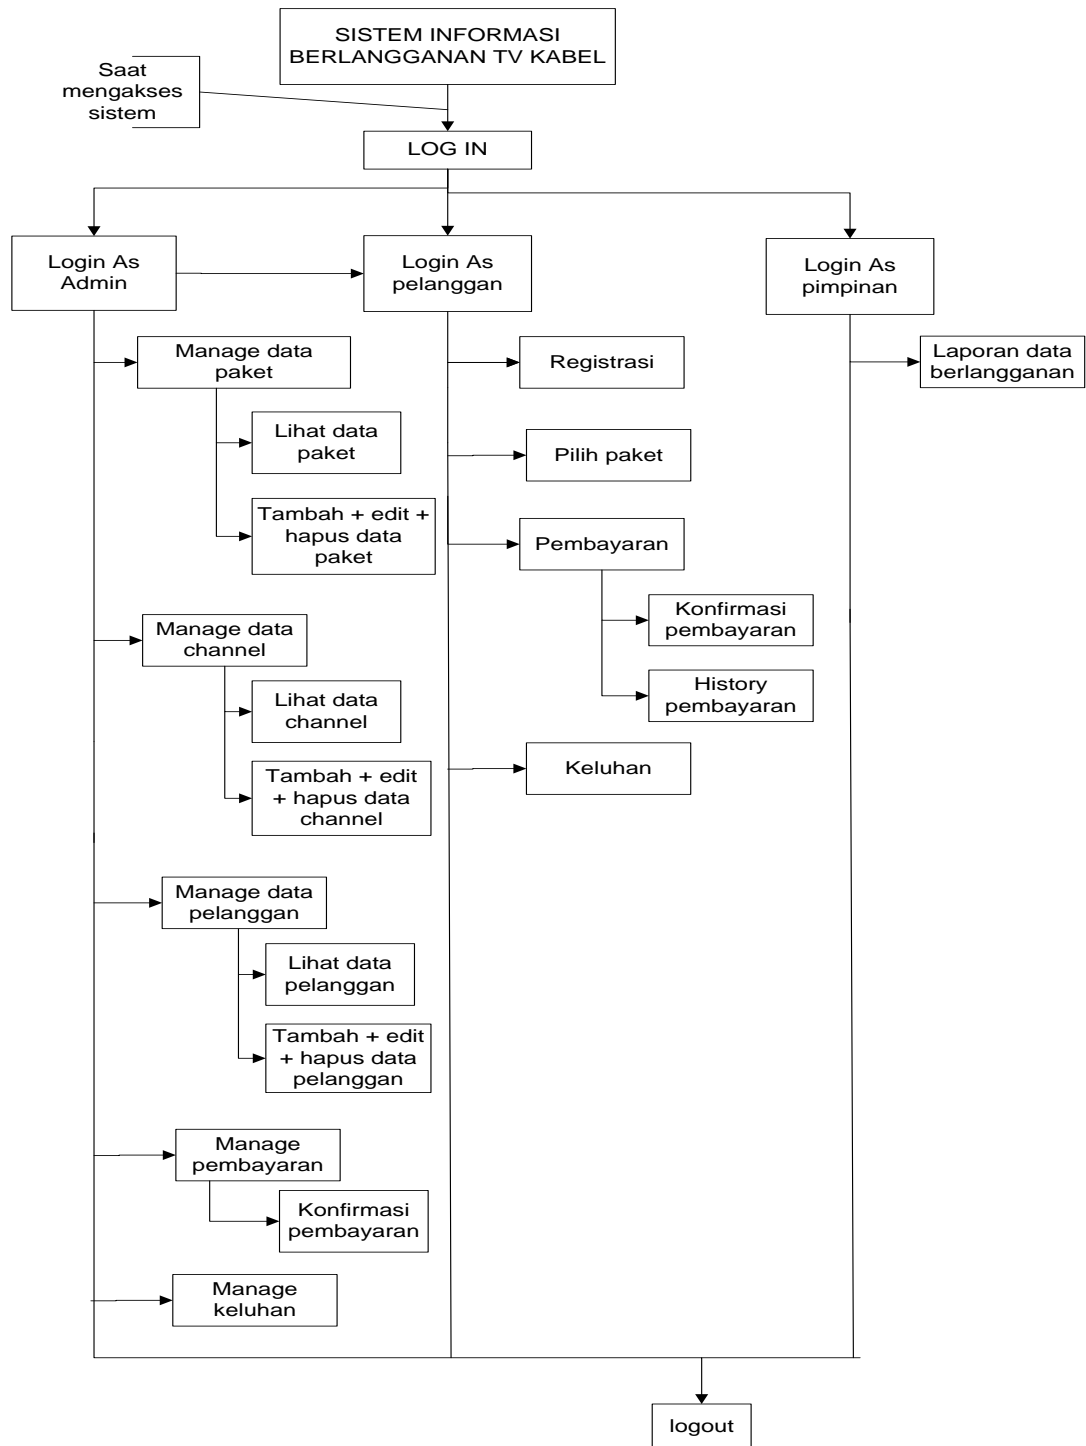 SISTEM INFORMASI
BERLANGGANAN TV KABEL
Saat
mengakses
sistem
LOG IN
Login As
Admin
Login As
pelanggan
Login As
pimpinan
Manage data
paket
Lihat data
paket
Tambah + edit +
hapus data
paket
Manage data
channel
Lihat data
channel
Tambah + edit
+ hapus data
channel
Manage data
pelanggan
Lihat data
pelanggan
Tambah + edit
+ hapus data
pelanggan
Manage
pembayaran
Konfirmasi
pembayaran
Manage
keluhan
Registrasi
Pilih paket
Pembayaran
Konfirmasi
pembayaran
History
pembayaran
Keluhan
Laporan data
berlangganan
logout